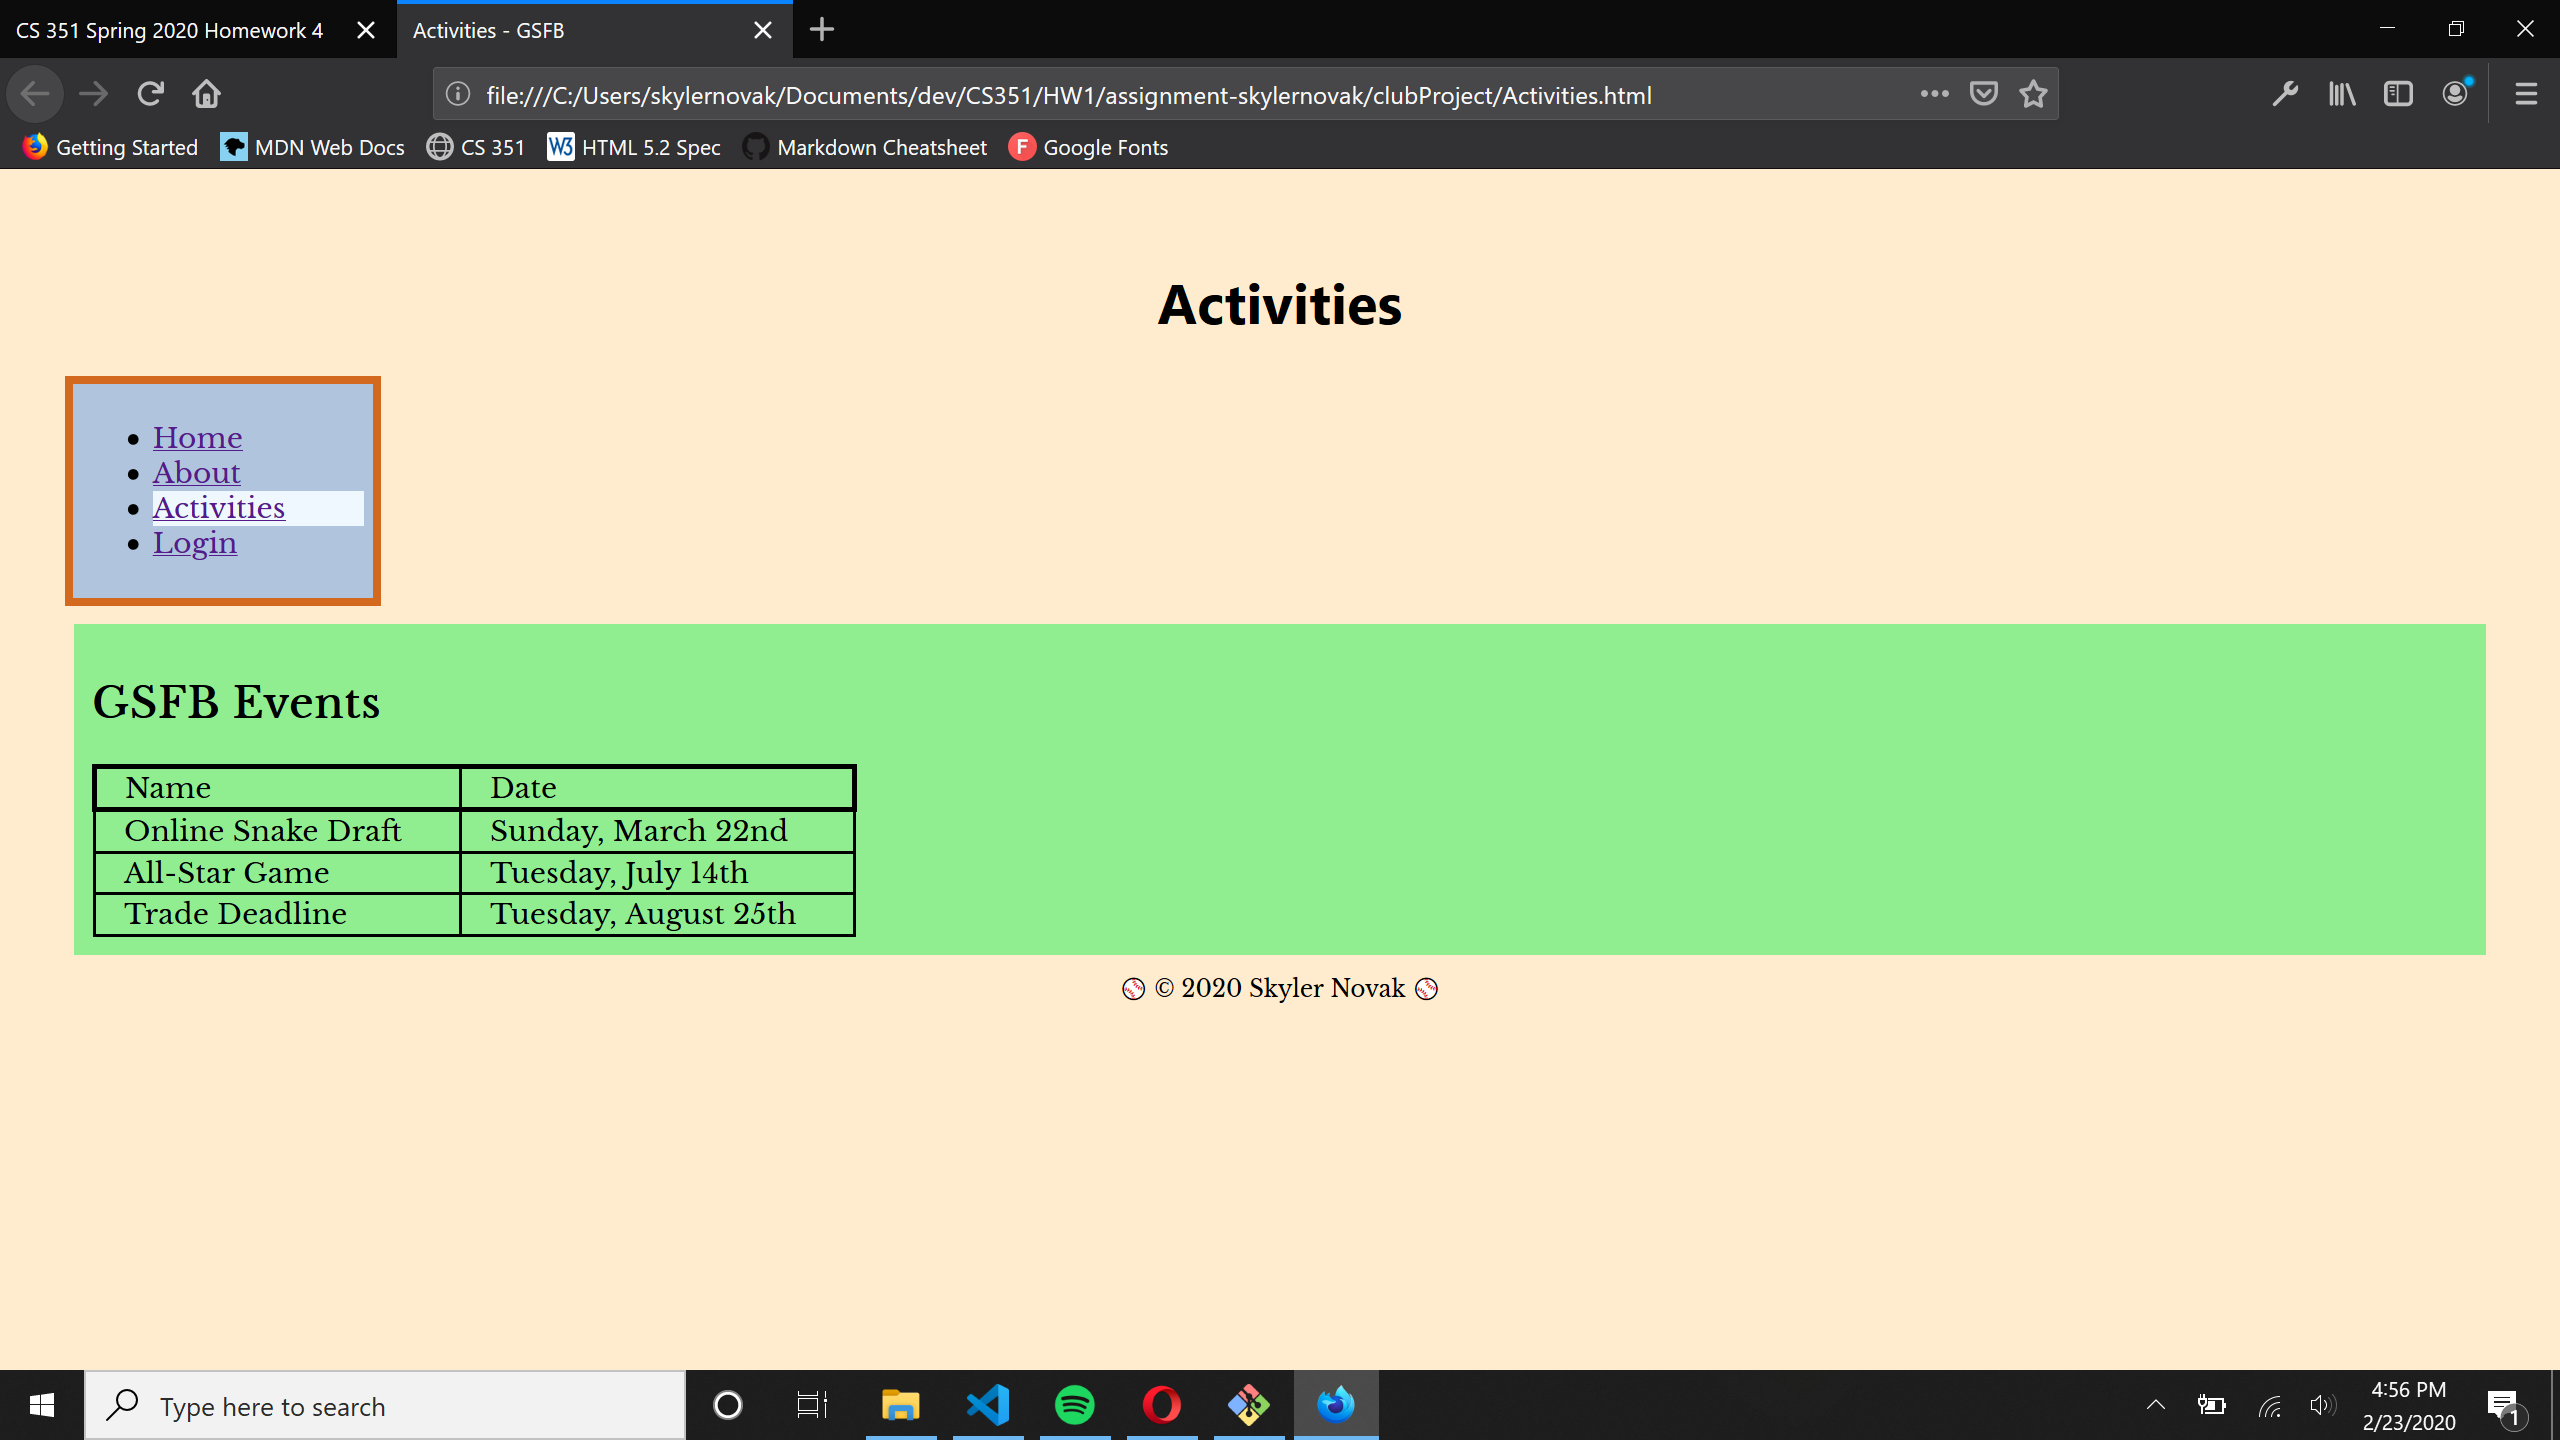 CS 351 Spring 2020 Homework 4
Activities - GSFB
file:///C:/Users/skylernovak/Documents/dev/CS351/HW1/assignment-skylernovak/clubProject/Activities.html
Getting Started
MDN Web Docs
CS 351
W3 HTML 5.2 Spec
Markdown Cheatsheet
F Google Fonts
Activities
Home
About
Activities
Login
GSFB Events
Name Date
Online Snake Draft Sunday, March 22nd
All-Star Game Tuesday, July 14th
Trade Deadline Tuesday, August 25th
⚾ © 2020 Skyler Novak ⚾
Type here to search
4:56 PM
2/23/2020
1